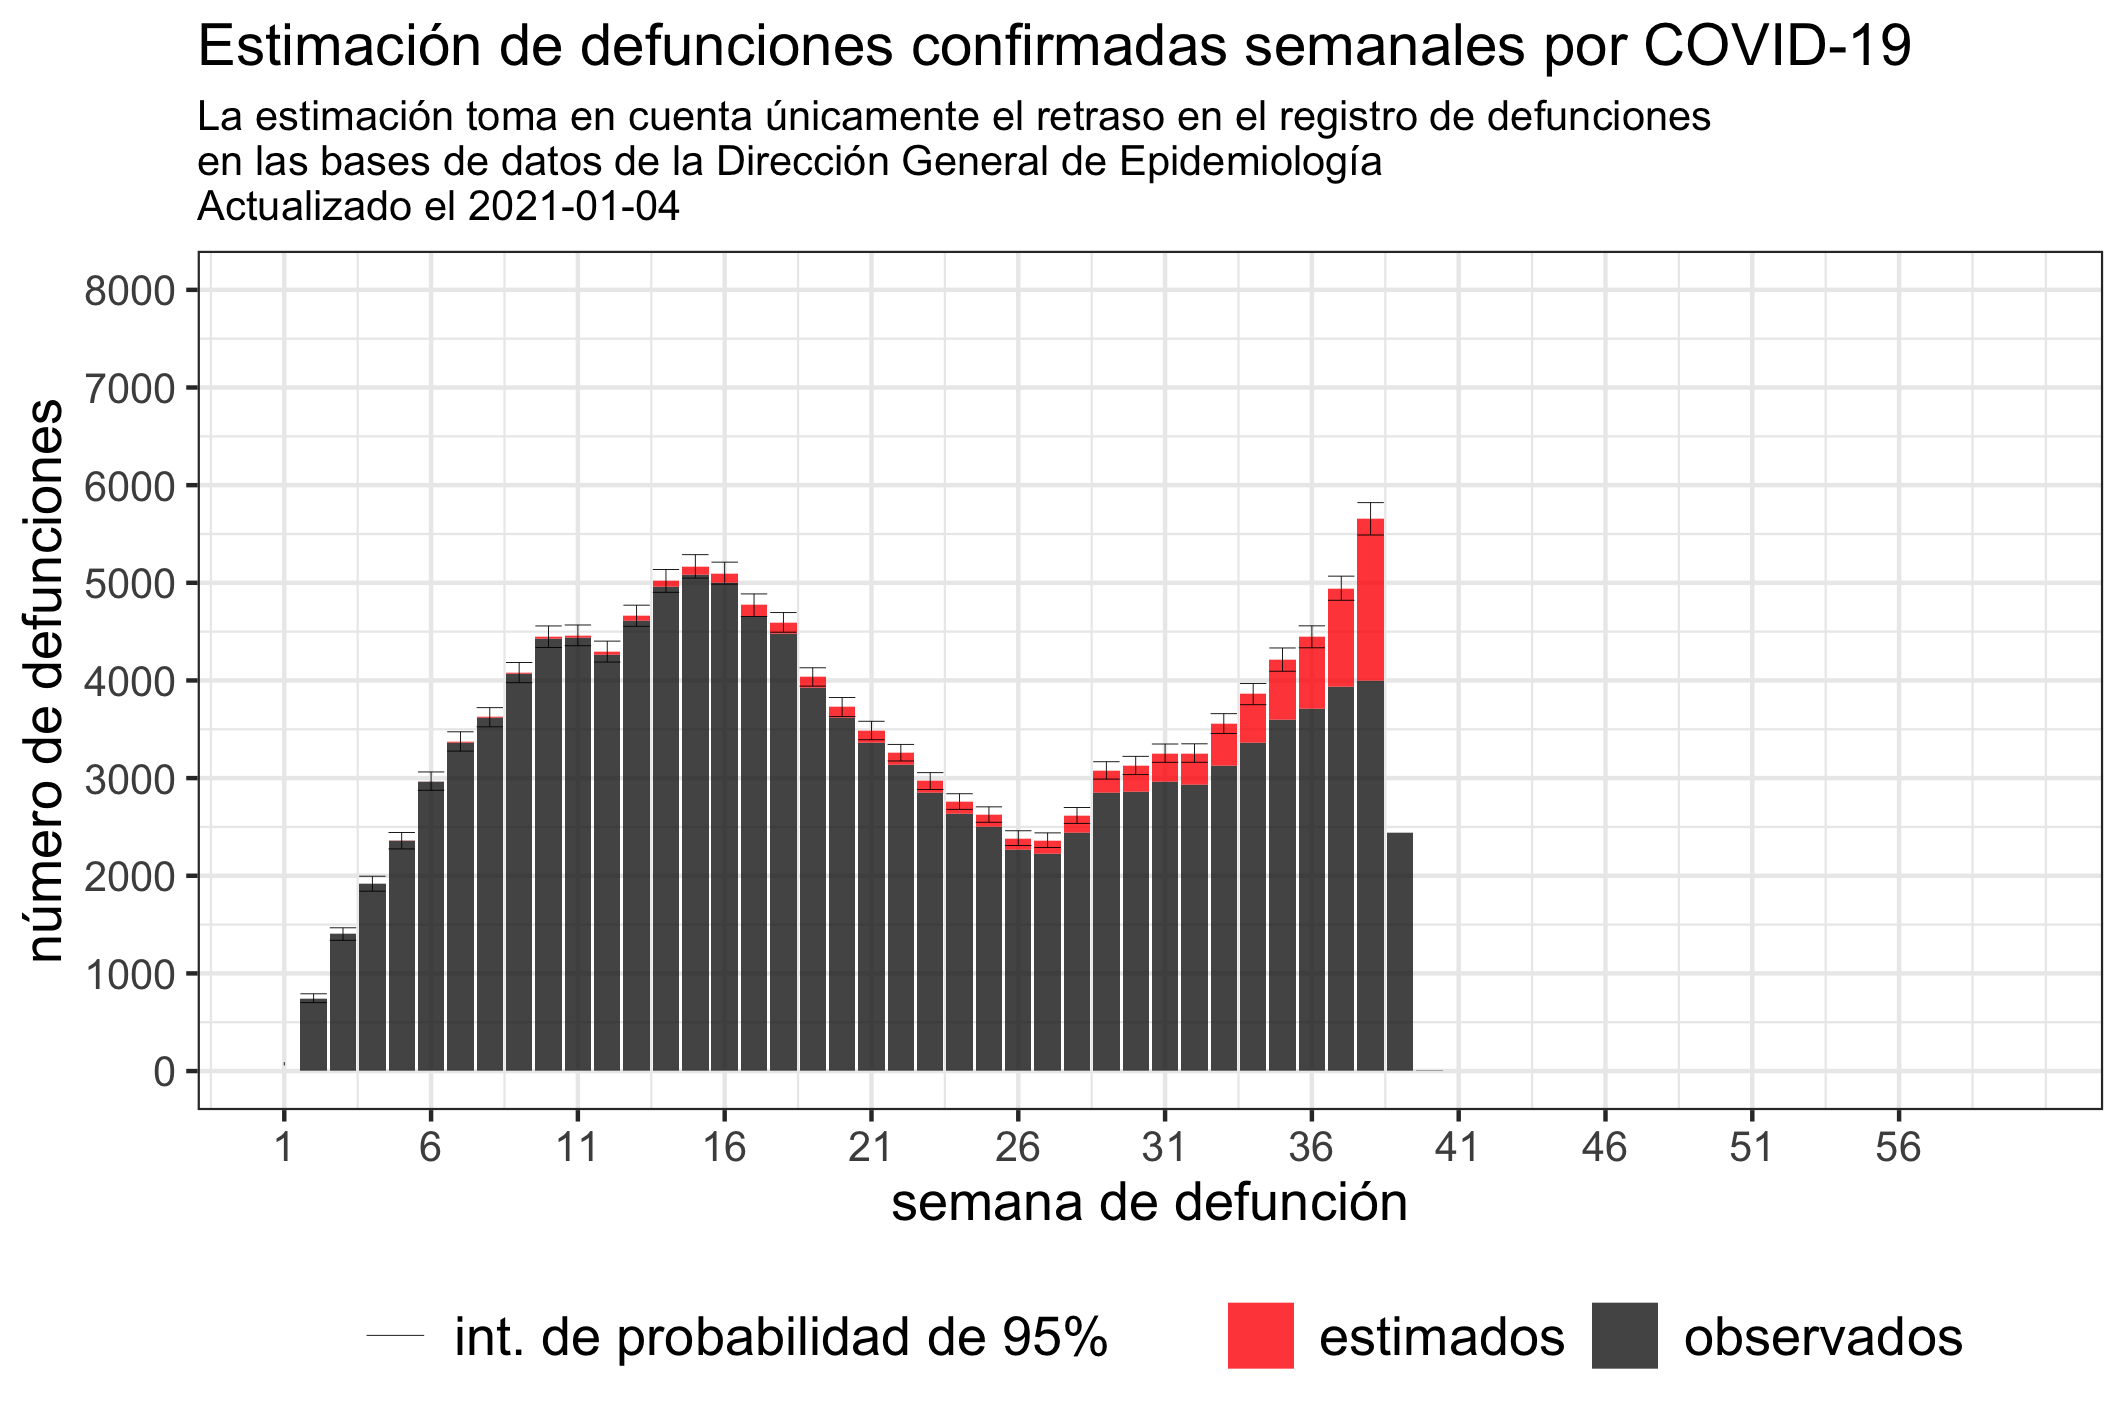 Estimación de defunciones confirmadas semanales por COVID-19
La estimación toma en cuenta únicamente el retraso en el registro de defunciones
en las bases de datos de la Dirección General de Epidemiología
Actualizado el 2021-01-04
número de defunciones
8000
7000
6000
5000
4000
3000
2000
1000
0
1 6 11 16 21 26 31 36 41 46 51 56
semana de defunción
int. de probabilidad de 95% estimados observados